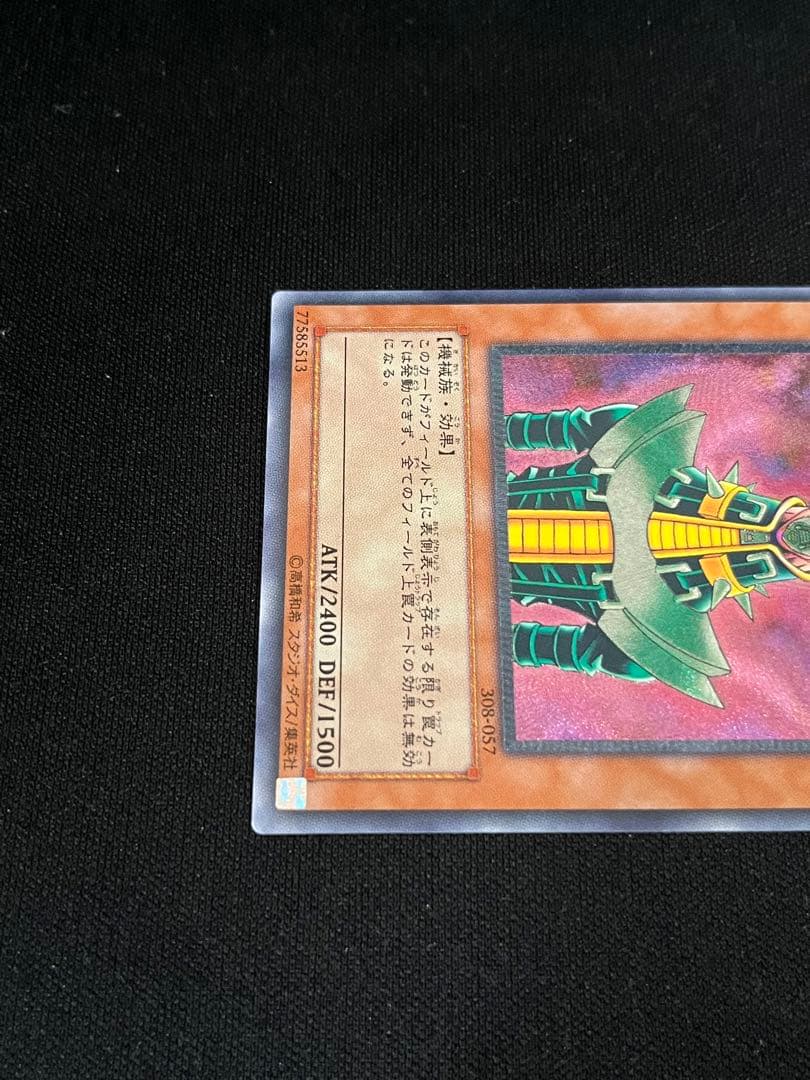 308-057
【機械族・効果】
このカードがフィールド上に表側表示で存在する限り罠カー
ドは発動できず、全てのフィールド上罠カードの効果は無効
になる。
ATK/2400 DEF/1500
77585513
©高橋和希 スタジオ・ダイス/集英社